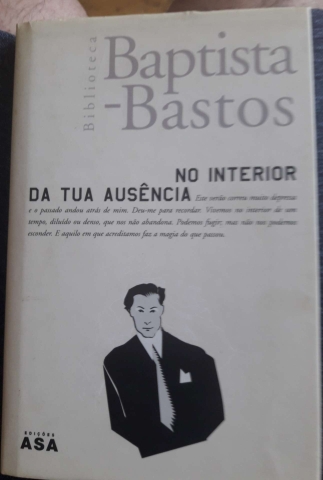 Biblioteca
Baptista
-Bastos
NO INTERIOR
DA TUA AUSÊNCIA Este verão correu muito depressa
e o passado andou atrás de mim. Deu-me para recordar. Vivemos no interior de um
tempo, diluído ou denso, que nos não abandona. Podemos fugir; mas não nos podemos
esconder. E aquilo em que acreditamos faz a magia do que passou.
EDIÇÕES
ASA